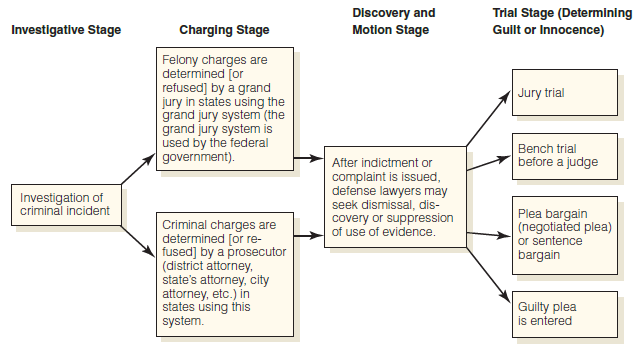 Investigative Stage
Charging Stage
Discovery and
Motion Stage
Trial Stage (Determining
Guilt or Innocence)
Investigation of
criminal incident
Felony charges are
determined [or
refused] by a grand
jury in states using the
grand jury system (the
grand jury system is
used by the federal
government).
Criminal charges are
determined [or re-
fused] by a prosecutor
(district attorney,
state's attorney, city
attorney, etc.) in
states using this
system.
After indictment or
complaint is issued,
defense lawyers may
seek dismissal, dis-
covery or suppression
of use of evidence.
Jury trial
Bench trial
before a judge
Plea bargain
(negotiated plea)
or sentence
bargain
Guilty plea
is entered